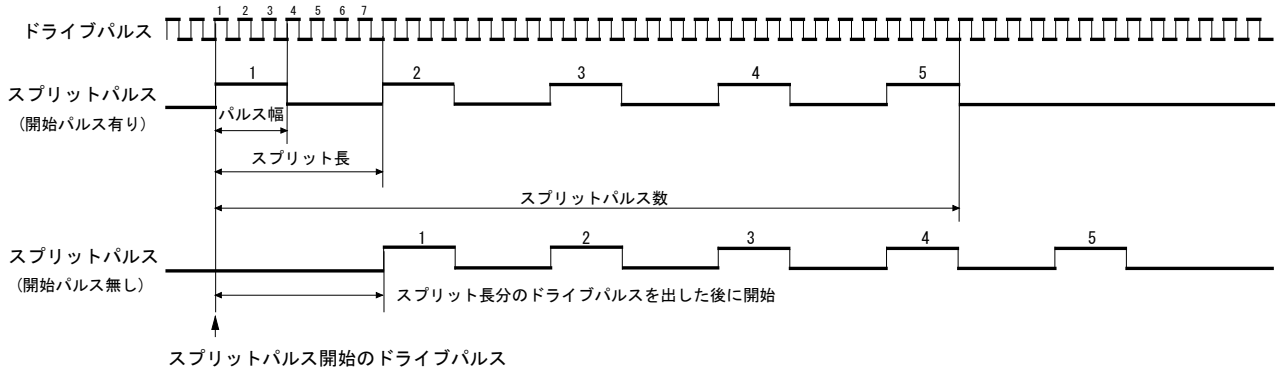 1 2 3 4 5 6 7
ドライブパルス
1 2 3 4 5
スプリットパルス
(開始パルス有り)
パルス幅
スプリット長
スプリットパルス数
1 2 3 4 5
スプリットパルス
(開始パルス無し)
スプリット長分のドライブパルスを出した後に開始
スプリットパルス開始のドライブパルス